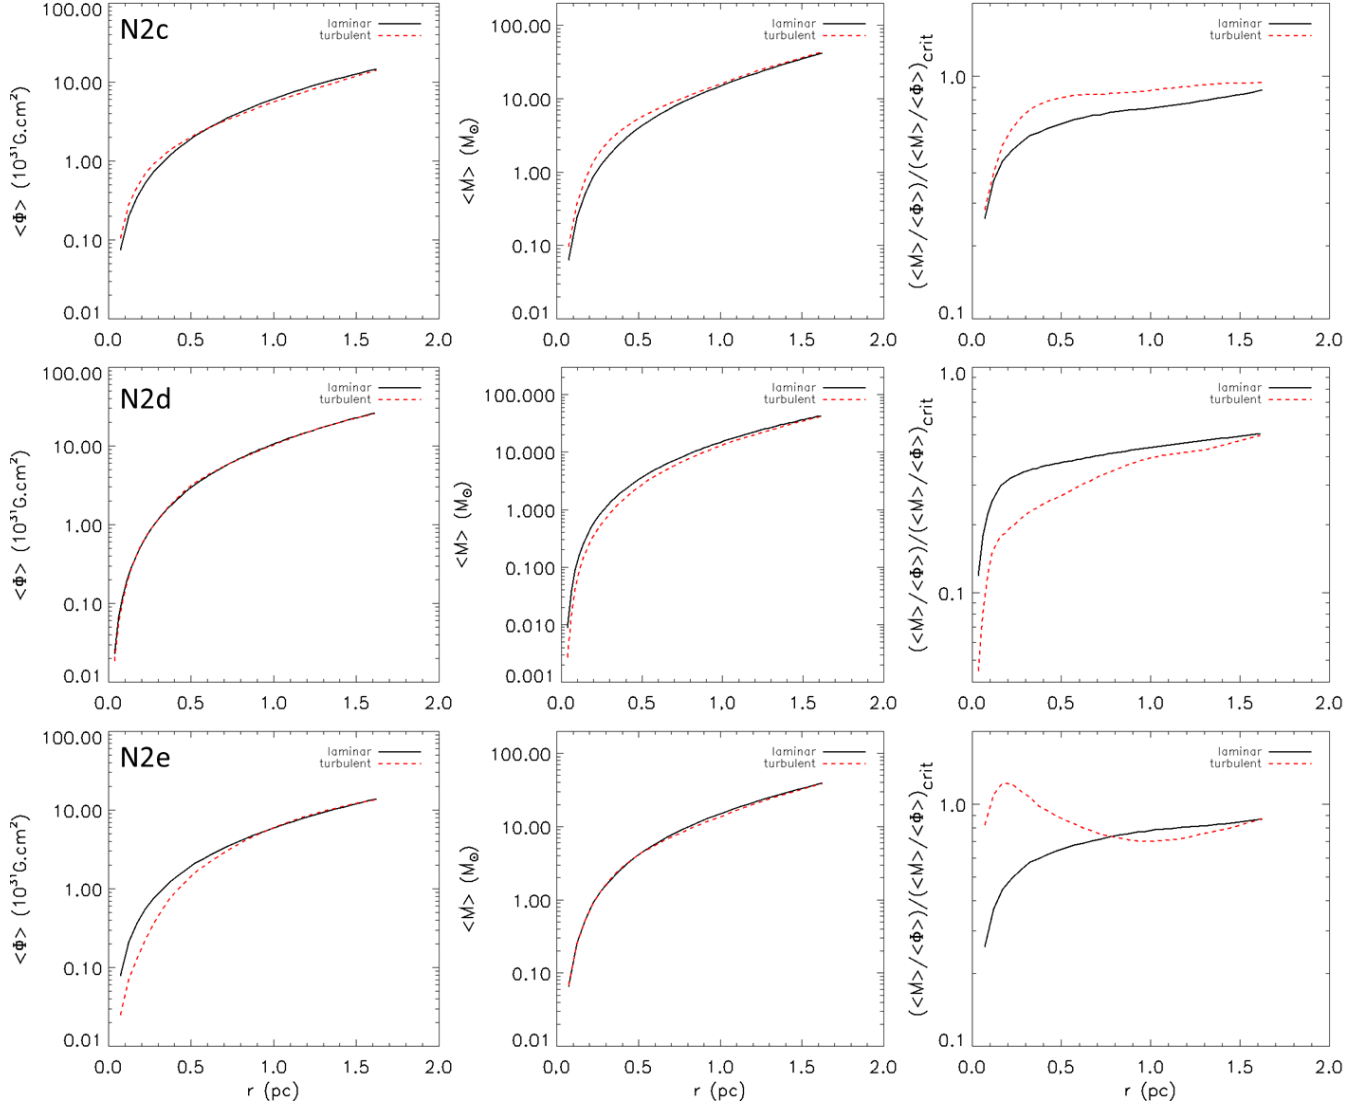 N2c
laminar
turbulent
100.00
10.00
1.00
0.10
0.01
<Φ> (10³¹G.cm²)
0.0 0.5 1.0 1.5 2.0
laminar
turbulent
100.00
10.00
1.00
0.10
0.01
<M> (M⊙)
0.0 0.5 1.0 1.5 2.0
laminar
turbulent
1.0
0.1
(<M>/<Φ>)/(<M>/<Φ>)crit
0.0 0.5 1.0 1.5 2.0
N2d
laminar
turbulent
100.00
10.00
1.00
0.10
0.01
<Φ> (10³¹G.cm²)
0.0 0.5 1.0 1.5 2.0
laminar
turbulent
100.000
10.000
1.000
0.100
0.010
0.001
<M> (M⊙)
0.0 0.5 1.0 1.5 2.0
laminar
turbulent
1.0
0.1
(<M>/<Φ>)/(<M>/<Φ>)crit
0.0 0.5 1.0 1.5 2.0
N2e
laminar
turbulent
100.00
10.00
1.00
0.10
0.01
<Φ> (10³¹G.cm²)
0.0 0.5 1.0 1.5 2.0
r (pc)
laminar
turbulent
100.00
10.00
1.00
0.10
0.01
<M> (M⊙)
0.0 0.5 1.0 1.5 2.0
r (pc)
laminar
turbulent
1.0
0.1
(<M>/<Φ>)/(<M>/<Φ>)crit
0.0 0.5 1.0 1.5 2.0
r (pc)